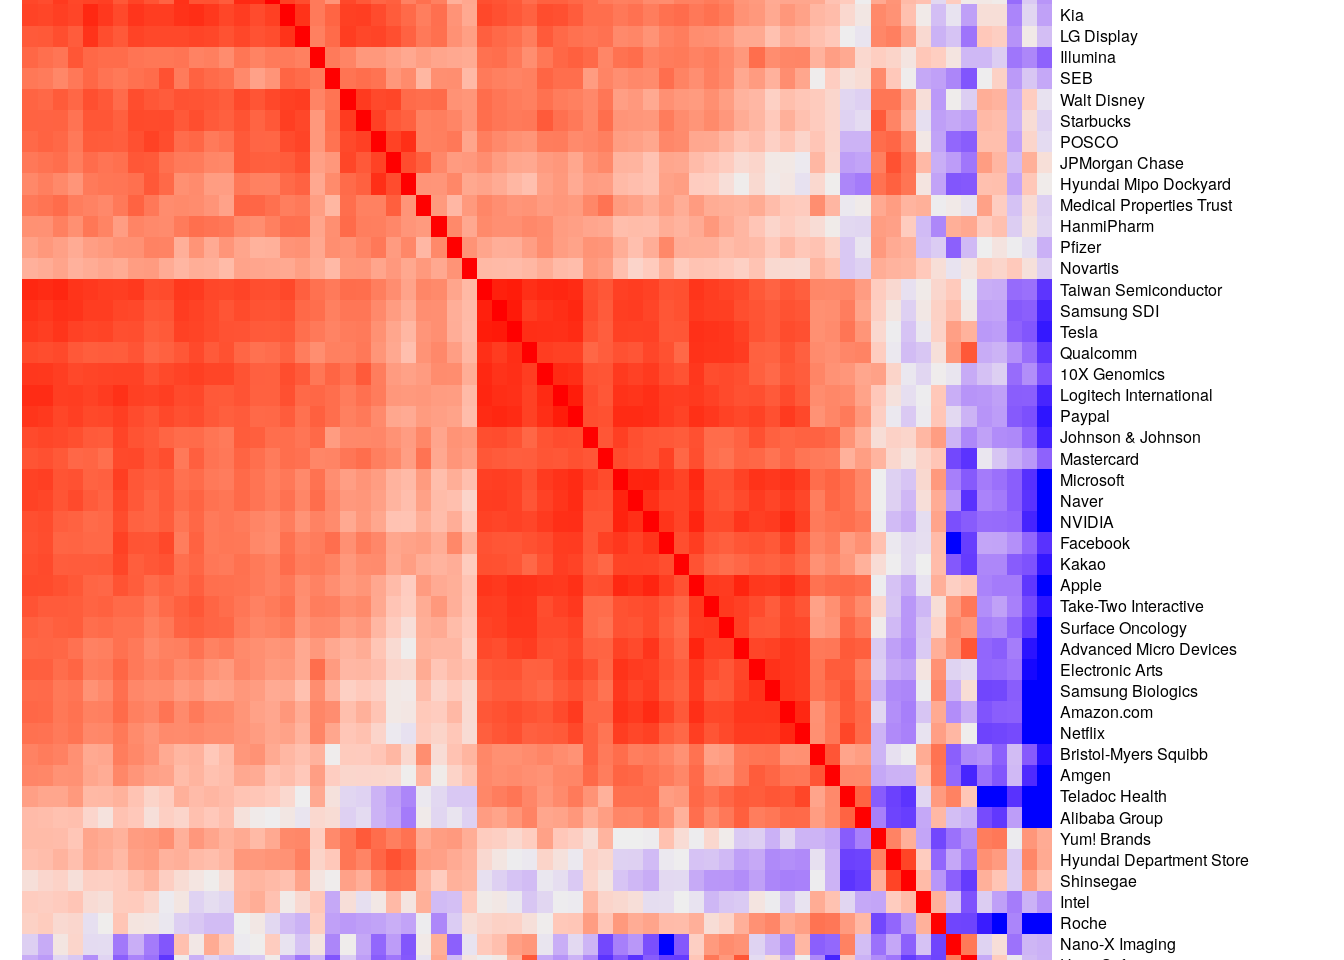 Kia
LG Display
Illumina
SEB
Walt Disney
Starbucks
POSCO
JPMorgan Chase
Hyundai Mipo Dockyard
Medical Properties Trust
HanmiPharm
Pfizer
Novartis
Taiwan Semiconductor
Samsung SDI
Tesla
Qualcomm
10X Genomics
Logitech International
Paypal
Johnson & Johnson
Mastercard
Microsoft
Naver
NVIDIA
Facebook
Kakao
Apple
Take-Two Interactive
Surface Oncology
Advanced Micro Devices
Electronic Arts
Samsung Biologics
Amazon.com
Netflix
Bristol-Myers Squibb
Amgen
Teladoc Health
Alibaba Group
Yum! Brands
Hyundai Department Store
Shinsegae
Intel
Roche
Nano-X Imaging